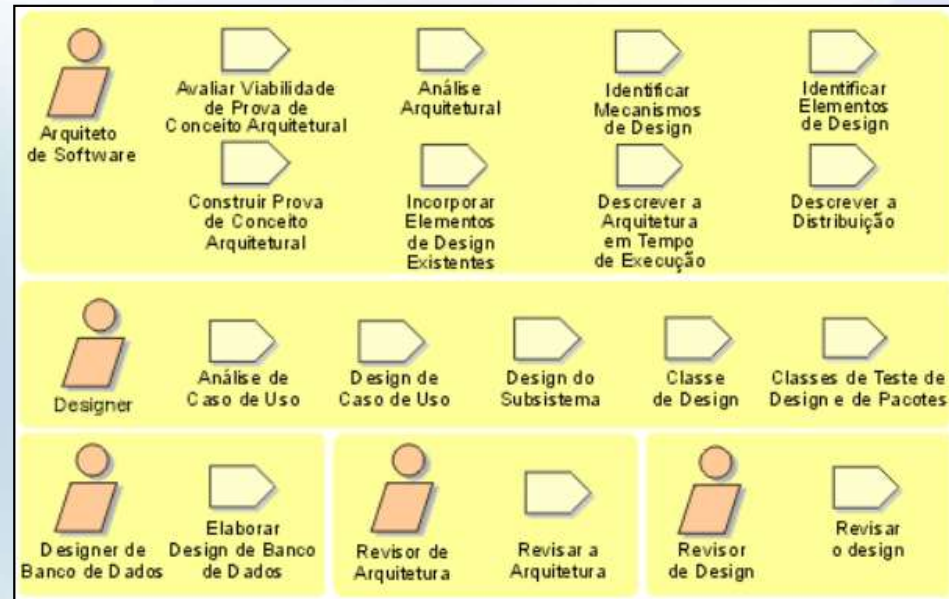 Arquiteto
de Software
Avaliar Viabilidade
de Prova de
Conceito Arquitetural
Análise
Arquitetural
Identificar
Mecanismos
de Design
Identificar
Elementos
de Design
Construir Prova
de Conceito
Arquitetural
Incorporar
Elementos
de Design
Existentes
Descrever a
Arquitetura
em Tempo
de Execução
Descrever a
Distribuição
Designer
Análise de
Caso de Uso
Design de
Caso de Uso
Design do
Subsistema
Classe
de Design
Classes de Teste de
Design e de Pacotes
Designer de
Banco de Dados
Elaborar
Design de Banco
de Dados
Revisor de
Arquitetura
Revisar a
Arquitetura
Revisor
de Design
Revisar
o design